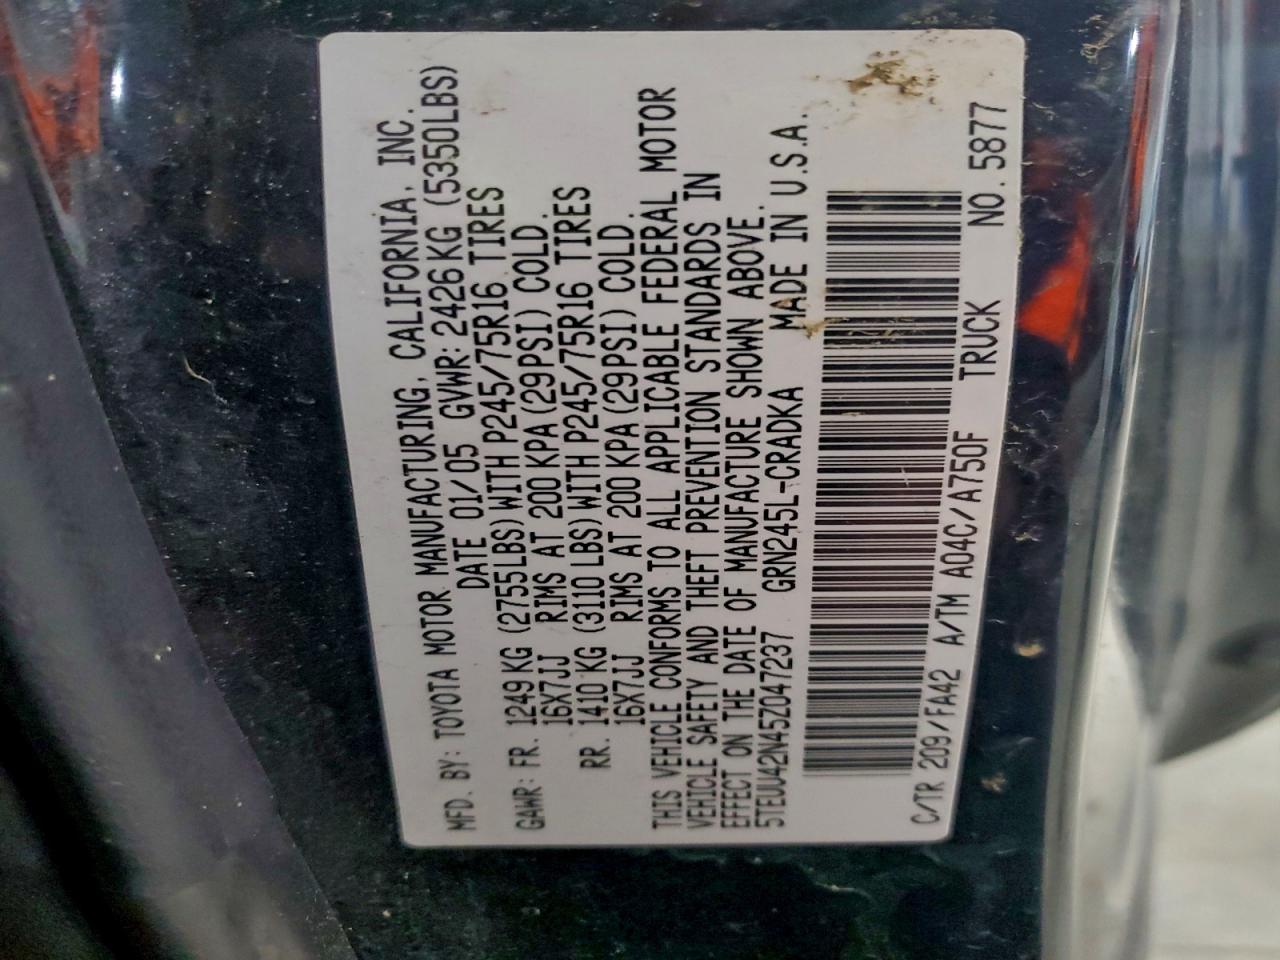 MFD. BY: TOYOTA MOTOR MANUFACTURING, CALIFORNIA, INC.
DATE 01/05 GVWR: 2426KG (5350LBS)
GAWR: FR. 1249KG (2755LBS)WITH P245/75R16 TIRES
16X7JJ RIMS AT 200 KPA(29PSI) COLD.
RR. 1410 KG (3110 LBS)WITH P245/75R16 TIRES
16X7JJ RIMS AT 200 KPA(29PSI) COLD.
THIS VEHICLE CONFORMS TO ALL APPLICABLE FEDERAL MOTOR
VEHICLE SAFETY AND THEFT PREVENTION STANDARDS IN
EFFECT ON THE DATE OF MANUFACTURE SHOWN ABOVE.
5TEUU42N45Z047237 GRN245L-CRADKA MADE IN U.S.A.
C/TR 209/FA42 A/TM A04C/A750F TRUCK NO. 5877